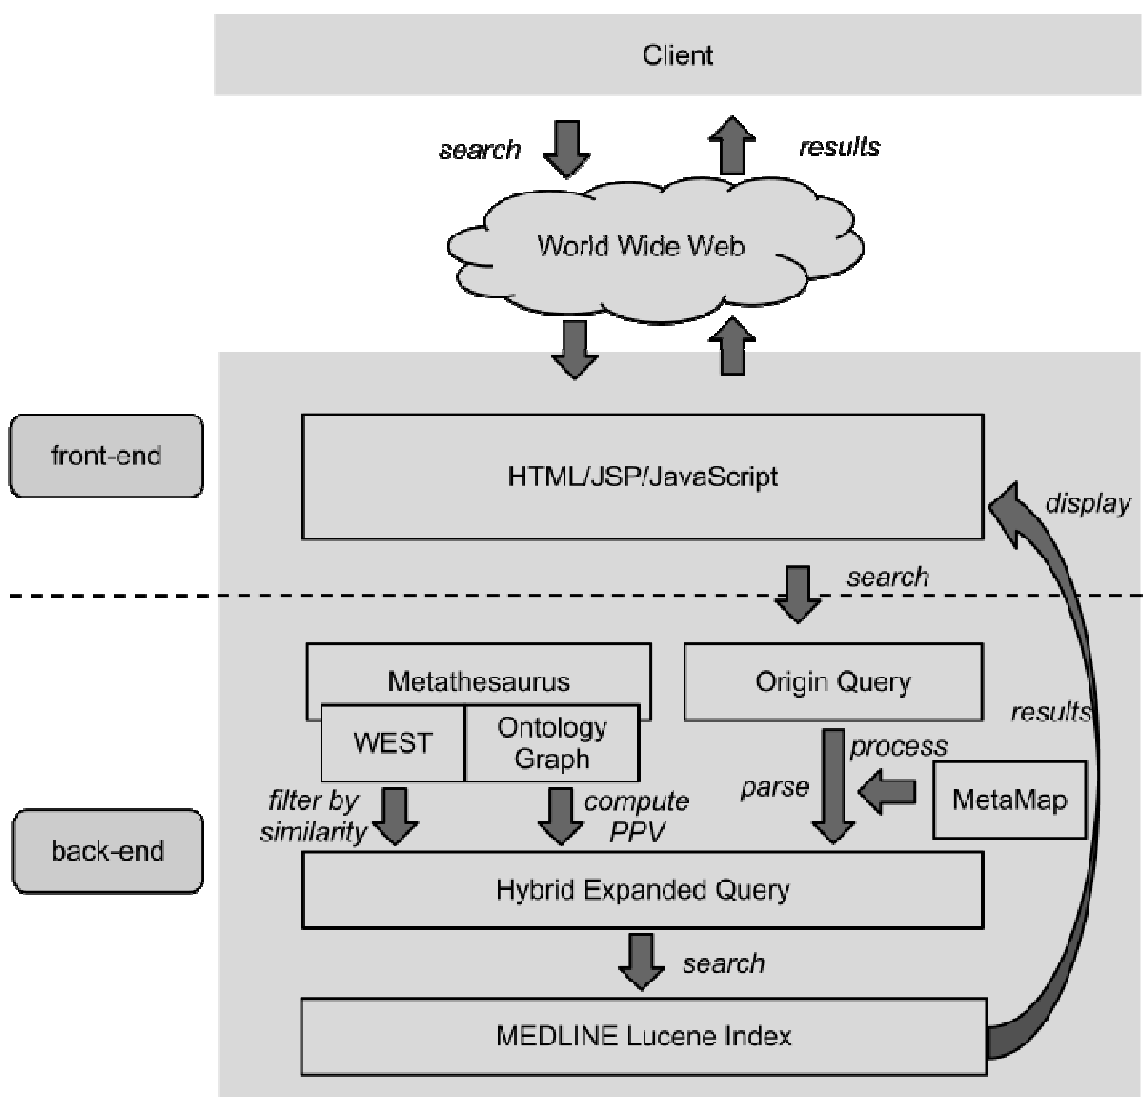 Client
search
results
World Wide Web
front-end
HTML/JSP/JavaScript
display
search
Metathesaurus
Origin Query
WEST
Ontology
Graph
results
process
parse
MetaMap
filter by
similarity
compute
PPV
back-end
Hybrid Expanded Query
search
MEDLINE Lucene Index